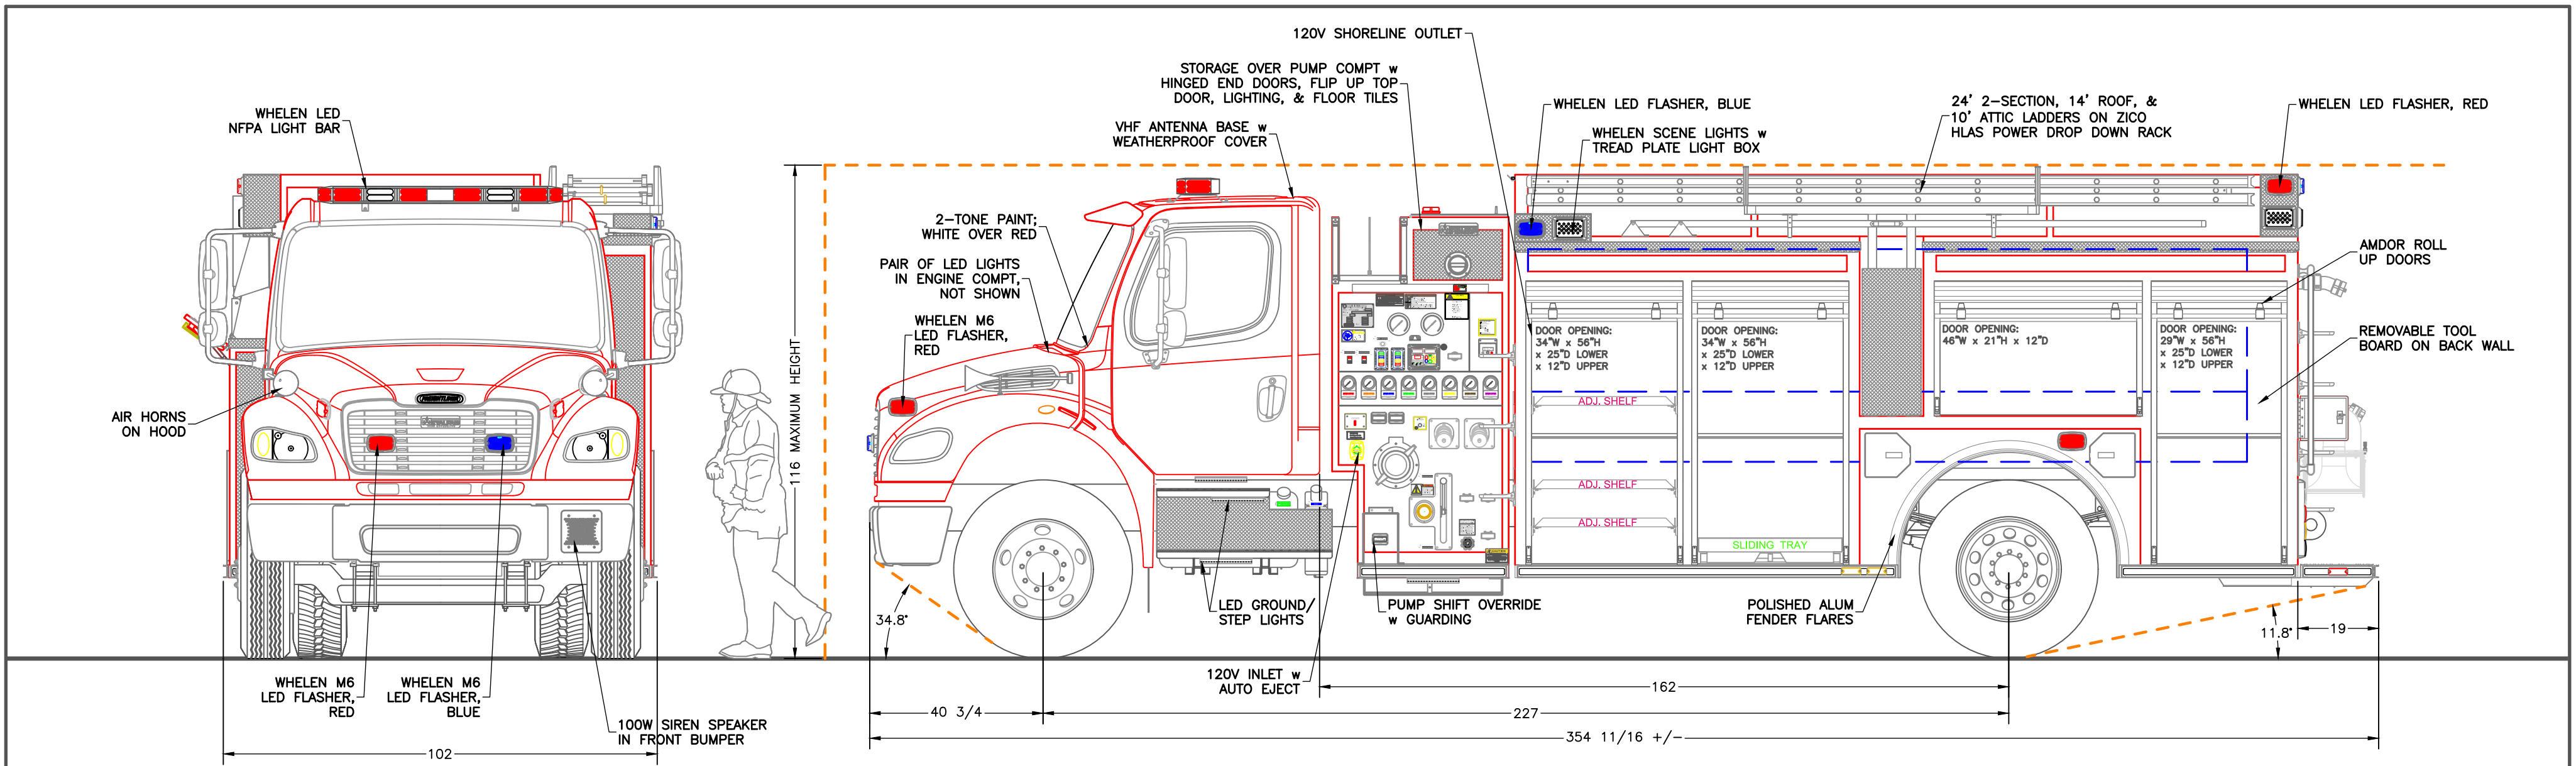 120V SHORELINE OUTLET
STORAGE OVER PUMP COMPT w
HINGED END DOORS, FLIP UP TOP
DOOR, LIGHTING, & FLOOR TILES
WHELEN LED
NFPA LIGHT BAR
VHF ANTENNA BASE w
WEATHERPROOF COVER
WHELEN LED FLASHER, BLUE
WHELEN SCENE LIGHTS w
TREAD PLATE LIGHT BOX
24' 2-SECTION, 14' ROOF, &
10' ATTIC LADDERS ON ZICO
HLAS POWER DROP DOWN RACK
WHELEN LED FLASHER, RED
2-TONE PAINT;
WHITE OVER RED
PAIR OF LED LIGHTS
IN ENGINE COMPT,
NOT SHOWN
WHELEN M6
LED FLASHER,
RED
AMDOR ROLL
UP DOORS
REMOVABLE TOOL
BOARD ON BACK WALL
DOOR OPENING:
34"W x 56"H
x 25"D LOWER
x 12"D UPPER
DOOR OPENING:
34"W x 56"H
x 25"D LOWER
x 12"D UPPER
DOOR OPENING:
46"W x 21"H x 12"D
DOOR OPENING:
29"W x 56"H
x 25"D LOWER
x 12"D UPPER
116 MAXIMUM HEIGHT
AIR HORNS
ON HOOD
ADJ. SHELF
ADJ. SHELF
ADJ. SHELF
SLIDING TRAY
34.8°
LED GROUND/
STEP LIGHTS
PUMP SHIFT OVERRIDE
w GUARDING
POLISHED ALUM
FENDER FLARES
11.8°
19
WHELEN M6
LED FLASHER,
RED
WHELEN M6
LED FLASHER,
BLUE
100W SIREN SPEAKER
IN FRONT BUMPER
120V INLET w
AUTO EJECT
162
40 3/4
227
354 11/16 +/-
102